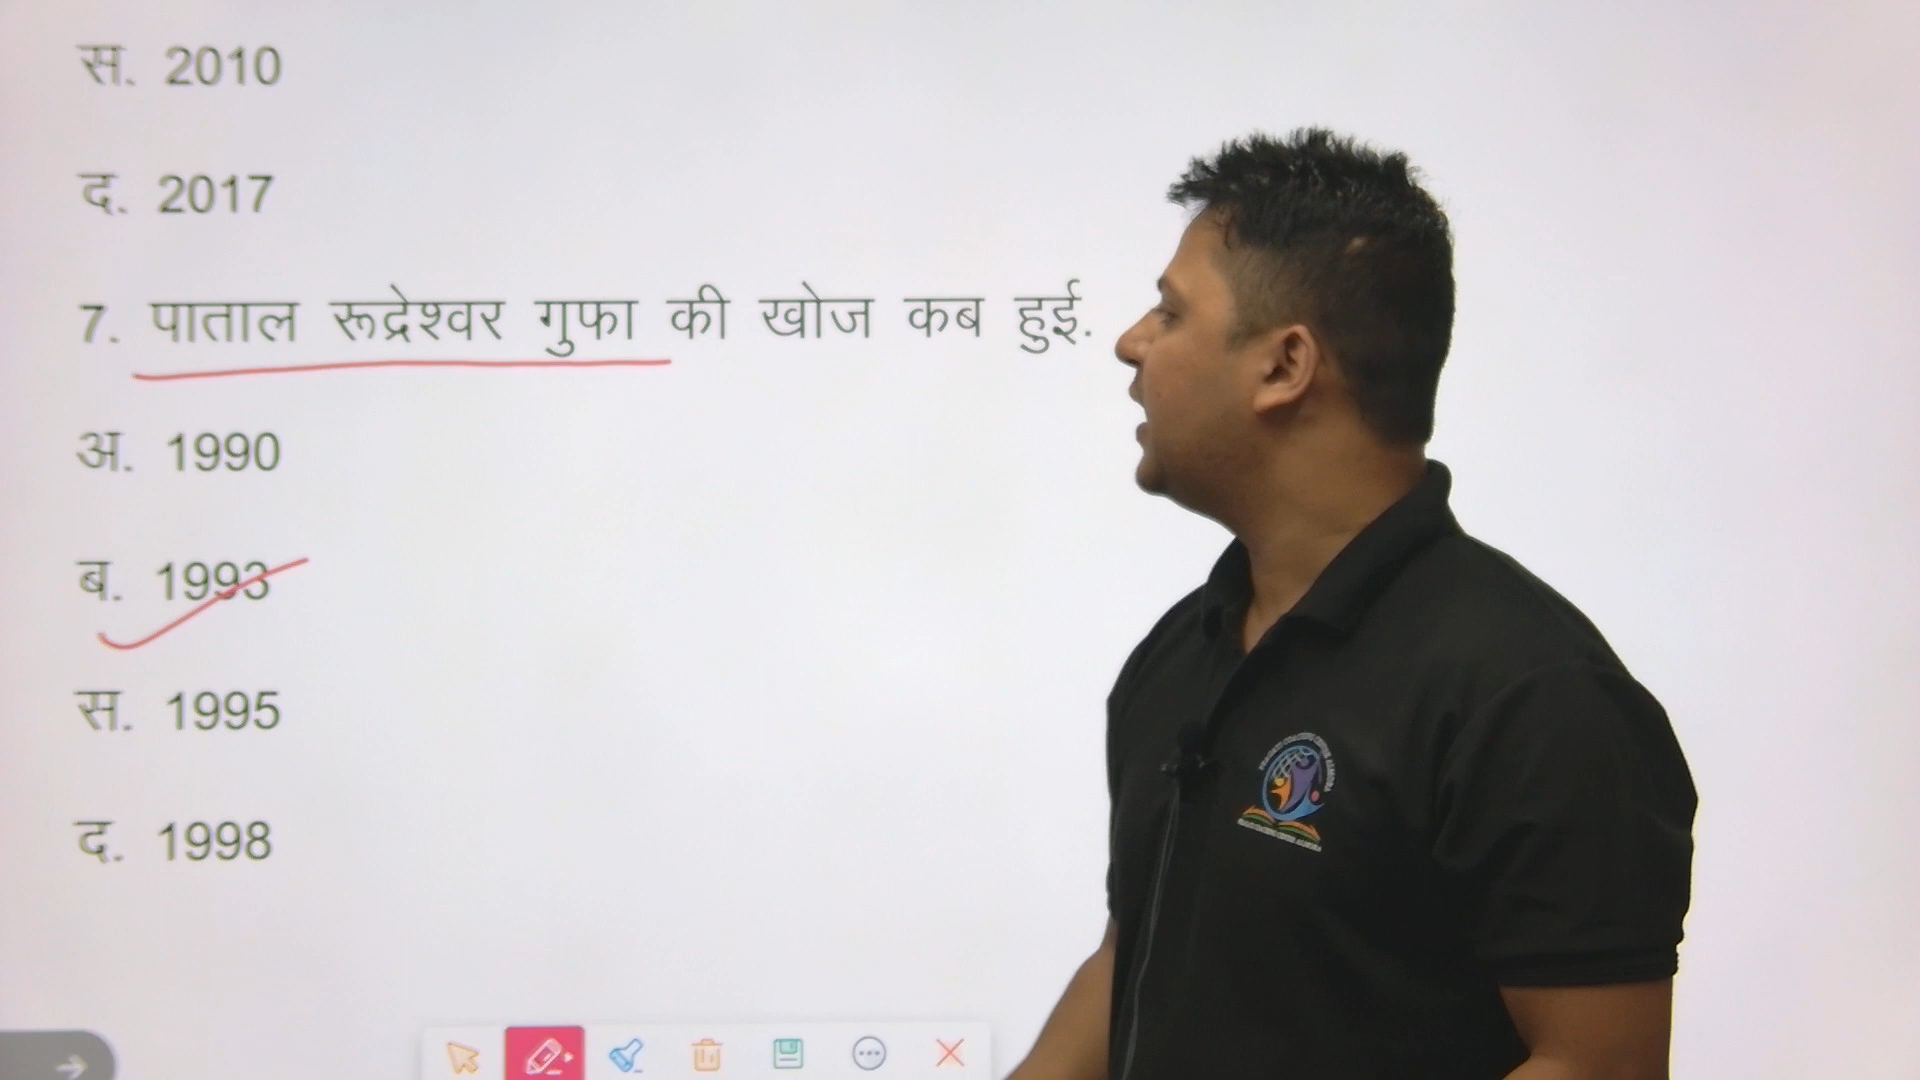 स. 2010
द. 2017
7. पाताल रूद्रेश्वर गुफा की खोज कब हुई.
अ. 1990
ब. 1993
स. 1995
द. 1998